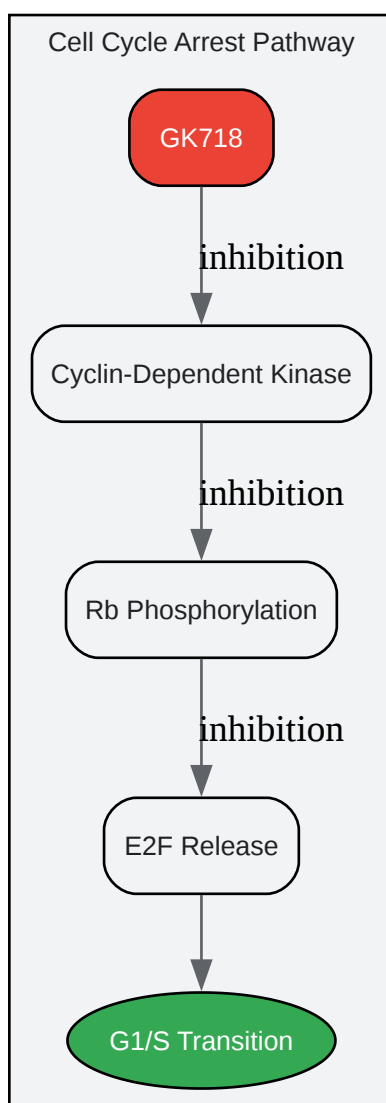 Cell Cycle Arrest Pathway
GK718
inhibition
Cyclin-Dependent Kinase
inhibition
Rb Phosphorylation
inhibition
E2F Release
G1/S Transition